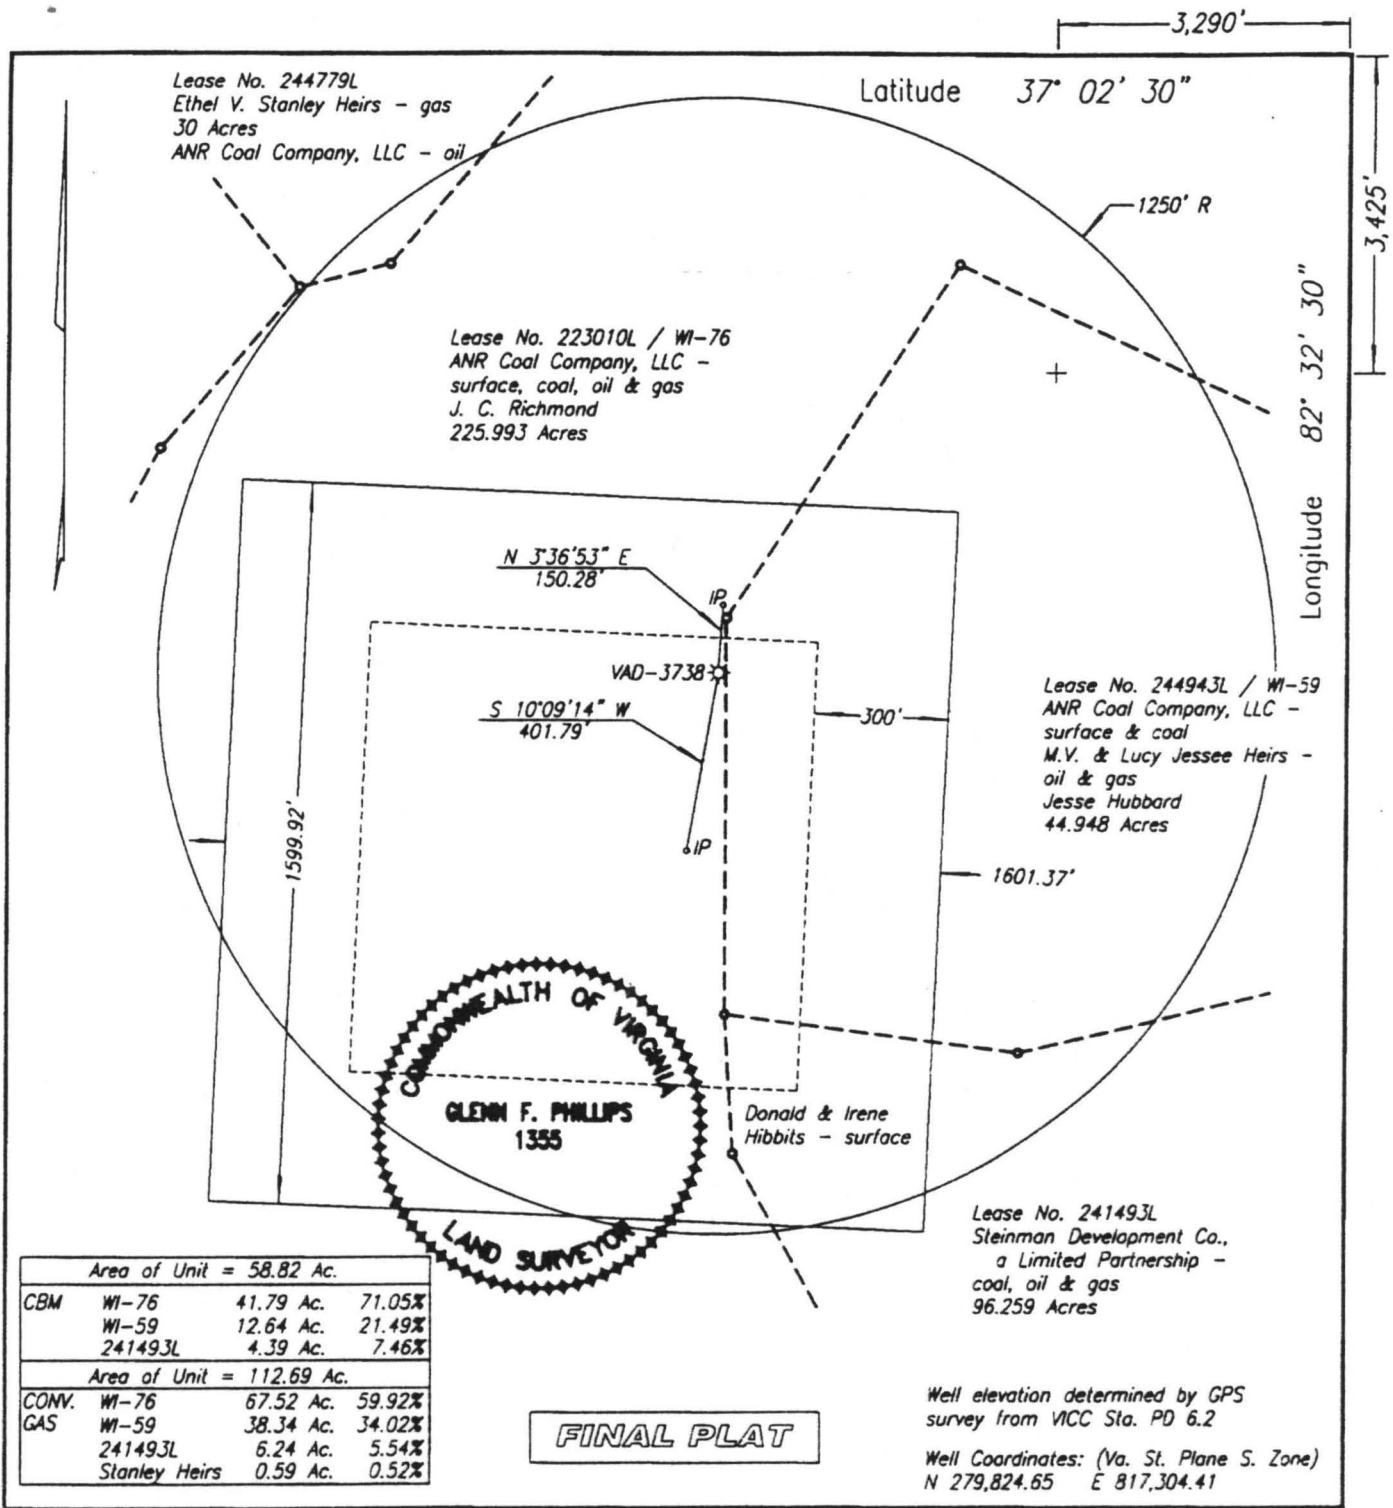 3,290'
Latitude 37° 02' 30"
Lease No. 244779L
Ethel V. Stanley Heirs - gas
30 Acres
ANR Coal Company, LLC - oil
1250' R
3,425'
Longitude 82° 32' 30"
Lease No. 223010L / WI-76
ANR Coal Company, LLC -
surface, coal, oil & gas
J. C. Richmond
225.993 Acres
N 3°36'53" E
150.28'
IP
VAD-3738
S 10°09'14" W
401.79'
300'
Lease No. 244943L / WI-59
ANR Coal Company, LLC -
surface & coal
M.V. & Lucy Jessee Heirs -
oil & gas
Jesse Hubbard
44.948 Acres
1599.92'
IP
1601.37'
COMMONWEALTH OF VIRGINIA
GLENN F. PHILLIPS
1355
LAND SURVEYOR
Donald & Irene
Hibbits - surface
Lease No. 241493L
Steinman Development Co.,
a Limited Partnership -
coal, oil & gas
96.259 Acres
Area of Unit = 58.82 Ac.
CBM WI-76 41.79 Ac. 71.05%
WI-59 12.64 Ac. 21.49%
241493L 4.39 Ac. 7.46%
Area of Unit = 112.69 Ac.
CONV. WI-76 67.52 Ac. 59.92%
GAS WI-59 38.34 Ac. 34.02%
241493L 6.24 Ac. 5.54%
Stanley Heirs 0.59 Ac. 0.52%
FINAL PLAT
Well elevation determined by GPS
survey from VICC Sta. PD 6.2
Well Coordinates: (Va. St. Plane S. Zone)
N 279,824.65 E 817,304.41